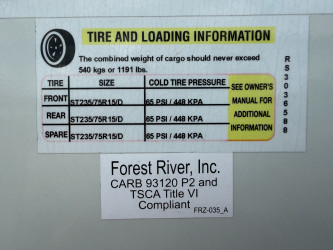 TIRE AND LOADING INFORMATION
The combined weight of cargo should never exceed
540 kgs or 1191 lbs.
TIRE SIZE COLD TIRE PRESSURE
FRONT ST235/75R15/D 65 PSI / 448 KPA
REAR ST235/75R15/D 65 PSI / 448 KPA
SPARE ST235/75R15/D 65 PSI / 448 KPA
SEE OWNER'S
MANUAL FOR
ADDITIONAL
INFORMATION
RS303658
Forest River, Inc.
CARB 93120 P2 and
TSCA Title VI
Compliant
FRZ-035_A